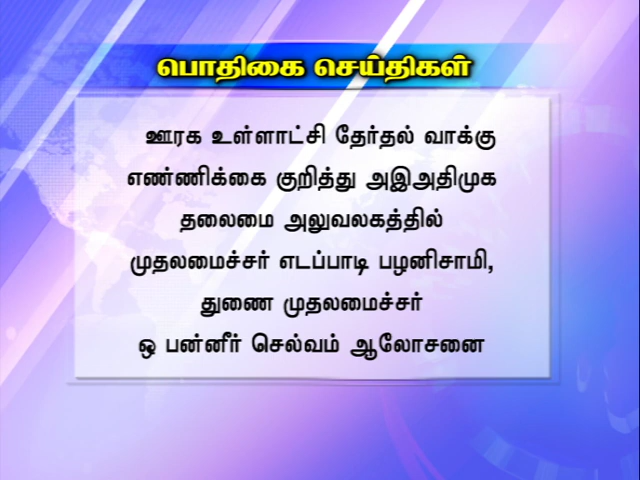 பொதிகை செய்திகள்
ஊரக உள்ளாட்சி தேர்தல் வாக்கு
எண்ணிக்கை குறித்து அஇஅதிமுக
தலைமை அலுவலகத்தில்
முதலமைச்சர் எடப்பாடி பழனிசாமி,
துணை முதலமைச்சர்
ஒ பன்னீர் செல்வம் ஆலோசனை